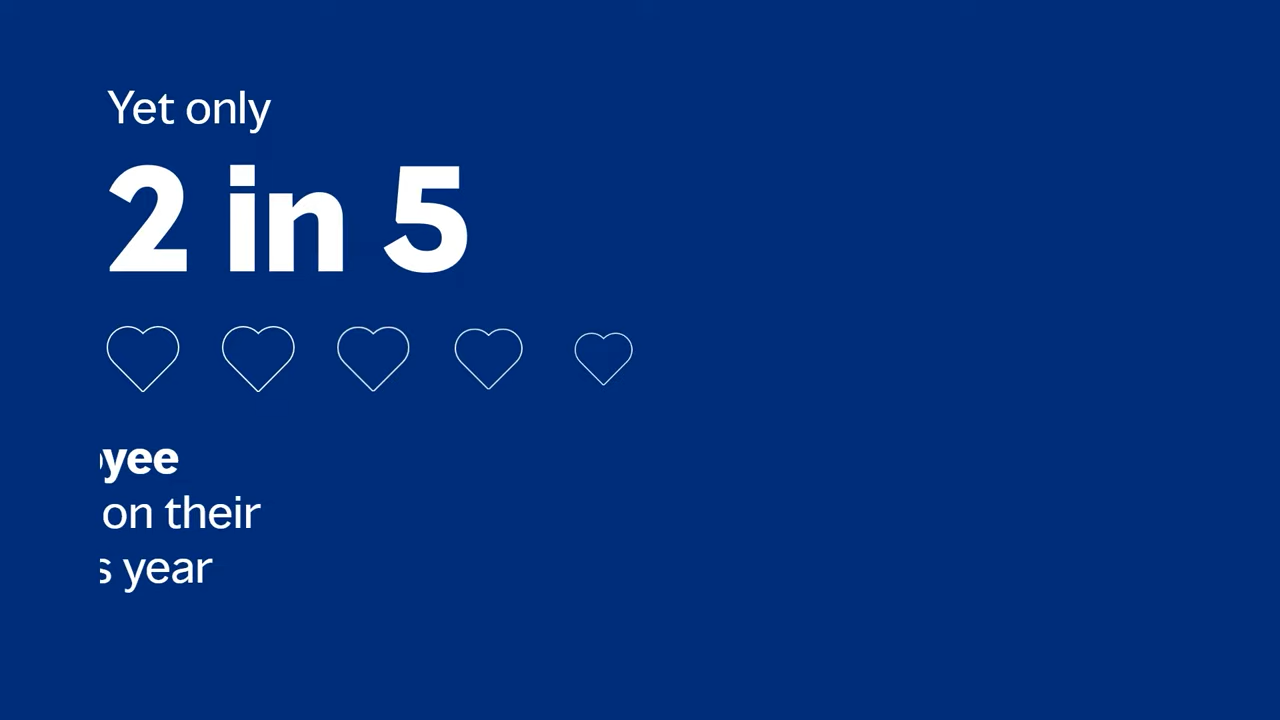 Yet only
2 in 5
yee
on their
year